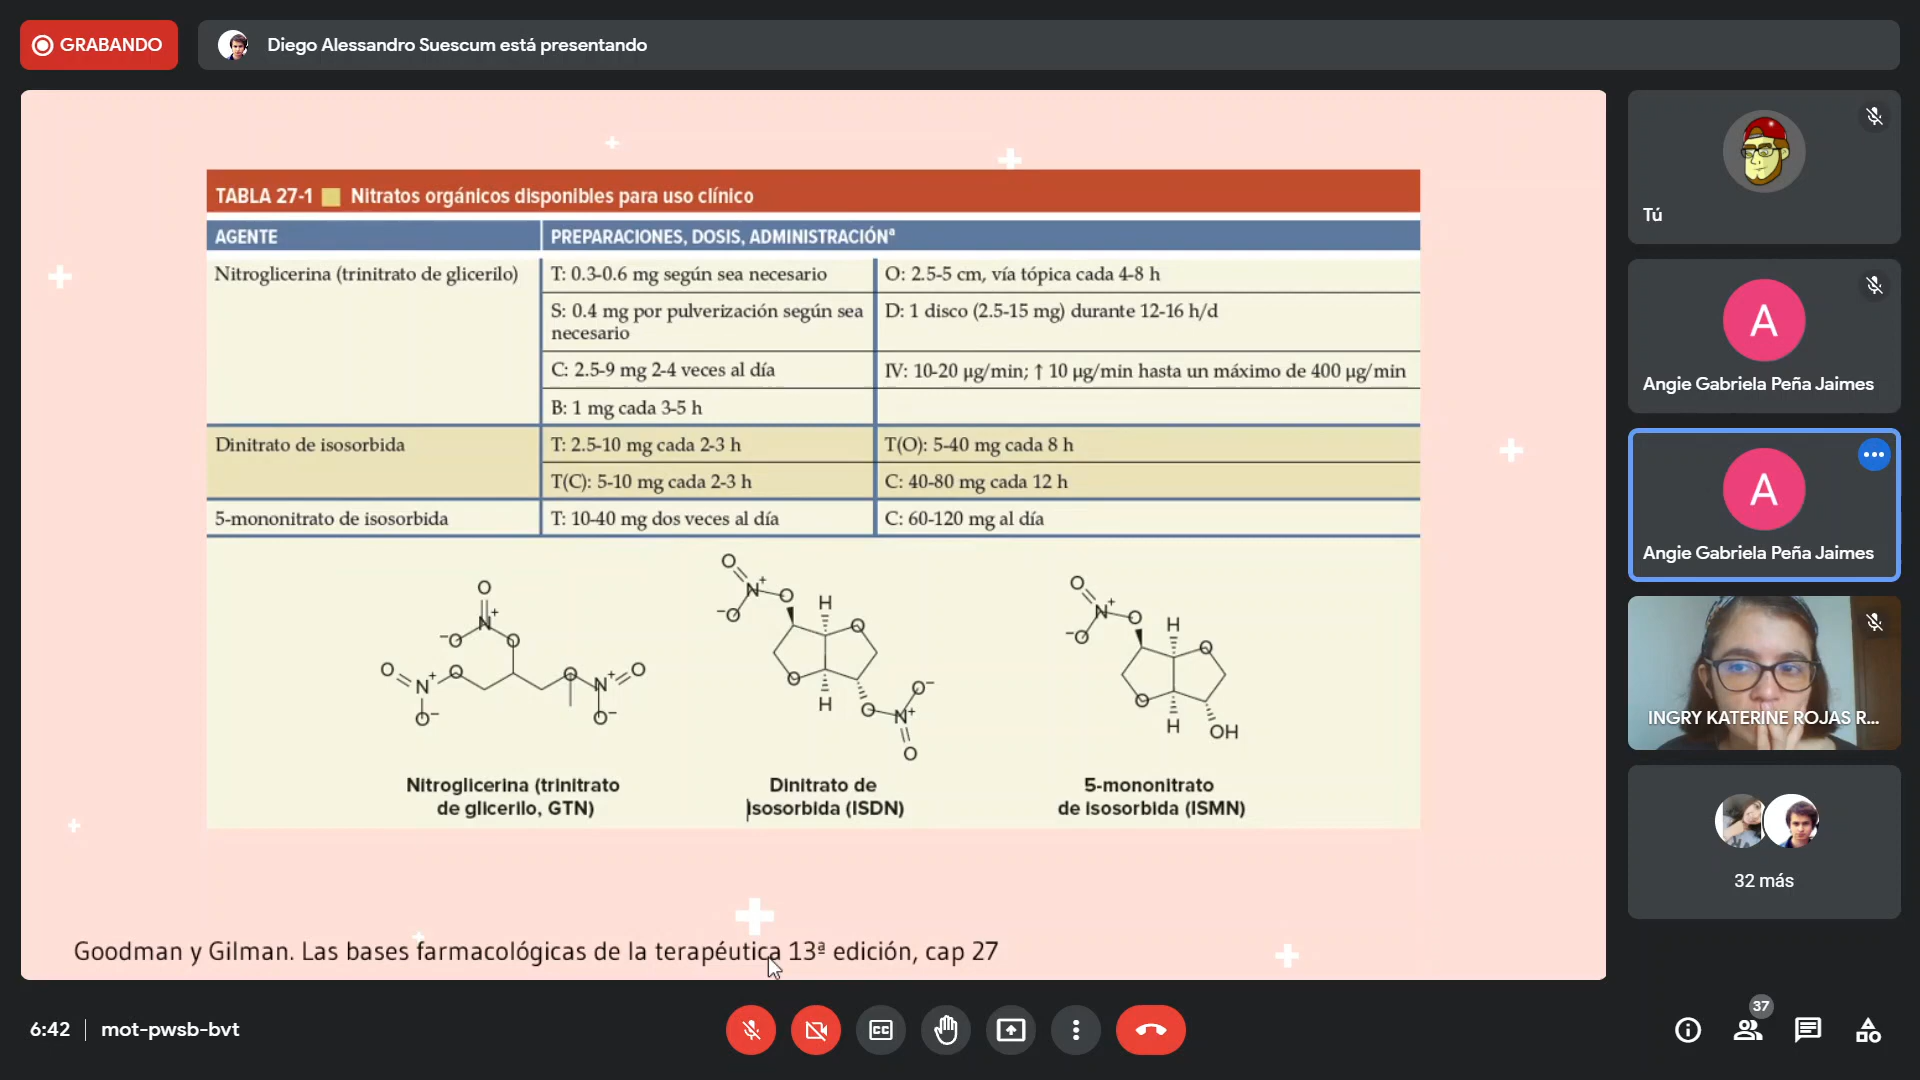 GRABANDO
Diego Alessandro Suescum está presentando
TABLA 27-1 Nitratos orgánicos disponibles para uso clínico
AGENTE PREPARACIONES, DOSIS, ADMINISTRACIÓNª
Nitroglicerina (trinitrato de glicerilo) T: 0.3-0.6 mg según sea necesario O: 2.5-5 cm, vía tópica cada 4-8 h
S: 0.4 mg por pulverización según sea D: 1 disco (2.5-15 mg) durante 12-16 h/d
necesario
C: 2.5-9 mg 2-4 veces al día IV: 10-20 µg/min; ↑ 10 µg/min hasta un máximo de 400 µg/min
B: 1 mg cada 3-5 h
Dinitrato de isosorbida T: 2.5-10 mg cada 2-3 h T(O): 5-40 mg cada 8 h
T(C): 5-10 mg cada 2-3 h C: 40-80 mg cada 12 h
5-mononitrato de isosorbida T: 10-40 mg dos veces al día C: 60-120 mg al día
O
N+
−O O
O N+ O O N+ O
O− O−
Nitroglicerina (trinitrato
de glicerilo, GTN)
O
N+ O H
−O O
O H O−
O N+
O
Dinitrato de
isosorbida (ISDN)
O
N+ O H
−O O
O H OH
5-mononitrato
de isosorbida (ISMN)
Goodman y Gilman. Las bases farmacológicas de la terapéutica 13ª edición, cap 27
Tú
A
Angie Gabriela Peña Jaimes
A
Angie Gabriela Peña Jaimes
INGRY KATERINE ROJAS R...
32 más
6:42 mot-pwsb-bvt
CC
37